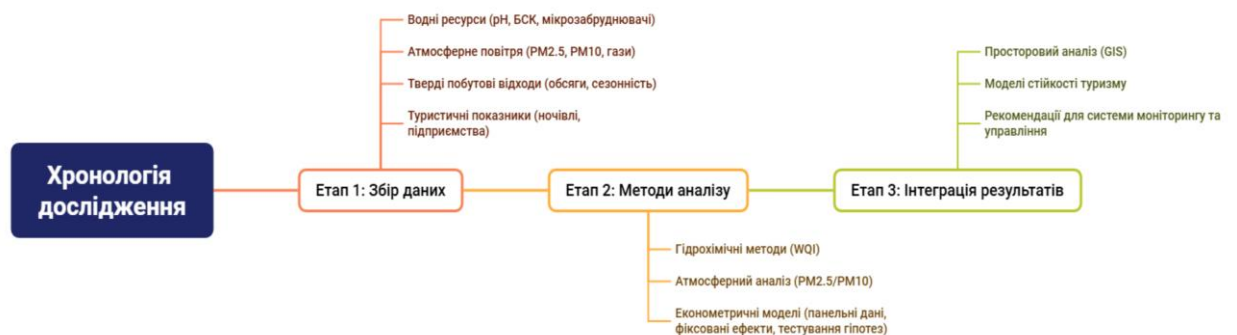 Хронологія
дослідження
Етап 1: Збір даних
Водні ресурси (pH, БСК, мікрозабруднювачі)
Атмосферне повітря (PM2.5, PM10, гази)
Тверді побутові відходи (обсяги, сезонність)
Туристичні показники (ночівлі,
підприємства)
Етап 2: Методи аналізу
Гідрохімічні методи (WQI)
Атмосферний аналіз (PM2.5/PM10)
Економетричні моделі (панельні дані,
фіксовані ефекти, тестування гіпотез)
Етап 3: Інтеграція результатів
Просторовий аналіз (GIS)
Моделі стійкості туризму
Рекомендації для системи моніторингу та
управління